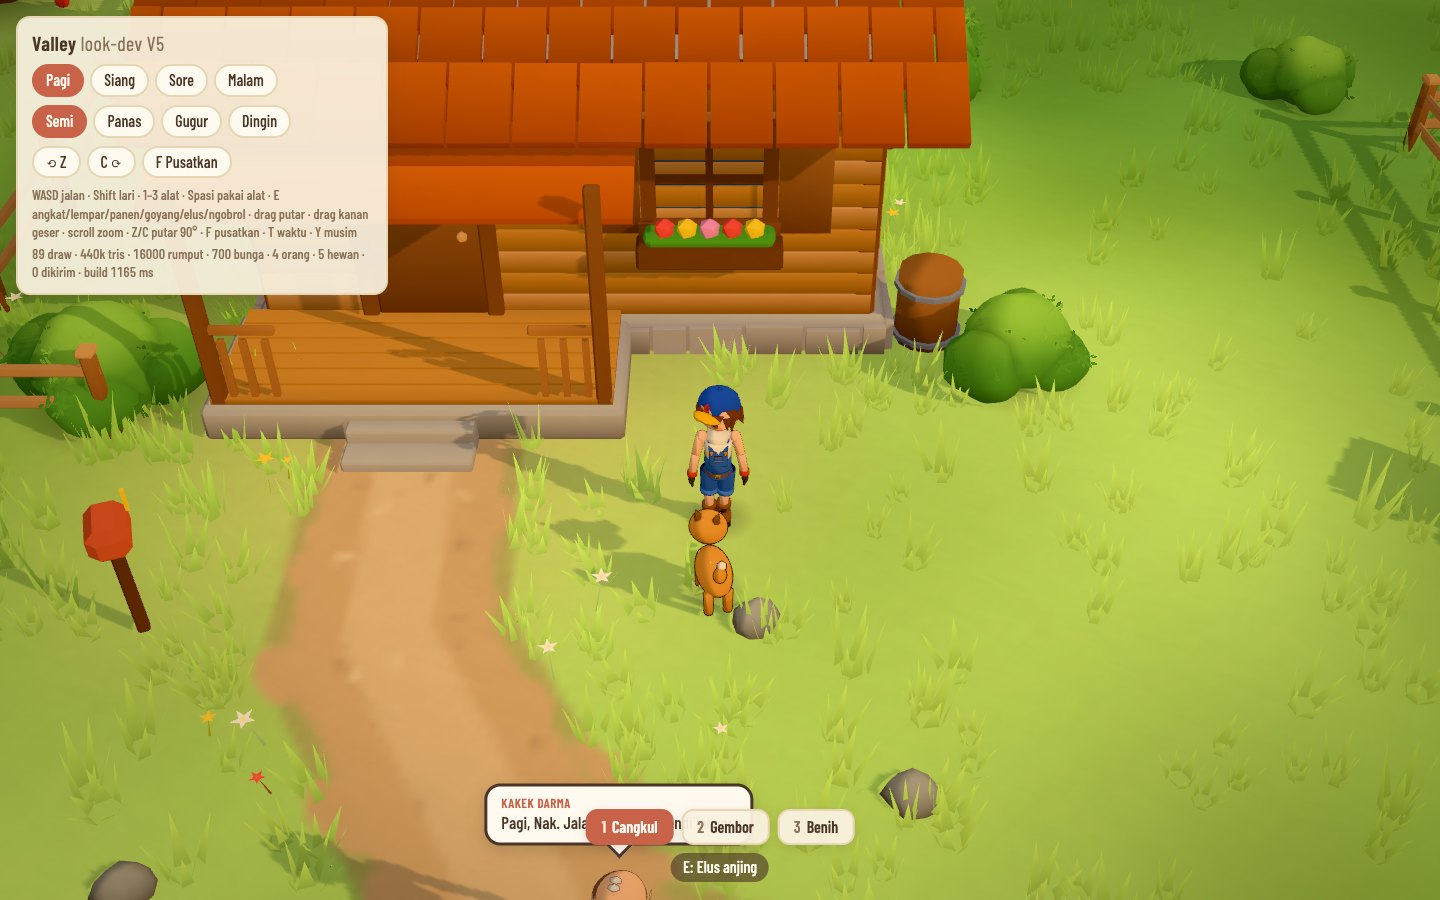 Valley look-dev V5
Pagi Siang Sore Malam
Semi Panas Gugur Dingin
⟲ Z C ⟳ F Pusatkan
WASD jalan · Shift lari · 1–3 alat · Spasi pakai alat · E
angkat/lempar/panen/goyang/elus/ngobrol · drag putar · drag kanan
geser · scroll zoom · Z/C putar 90° · F pusatkan · T waktu · Y musim
89 draw · 440k tris · 16000 rumput · 700 bunga · 4 orang · 5 hewan ·
0 dikirim · build 1165 ms
KAKEK DARMA
Pagi, Nak.
1 Cangkul 2 Gembor 3 Benih
E: Elus anjing